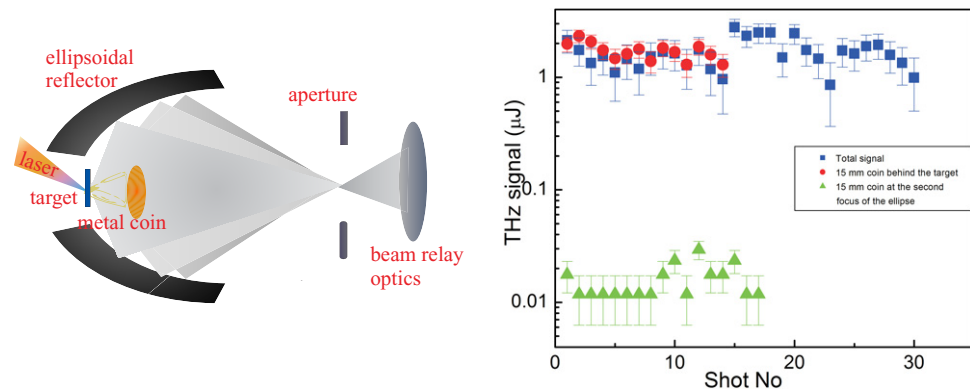 ellipsoidal
reflector
aperture
laser
target
metal coin
beam relay
optics
THz signal (μJ)
1
0.1
0.01
0
10
20
30
Shot No
Total signal
15 mm coin behind the target
15 mm coin at the second
focus of the ellipse